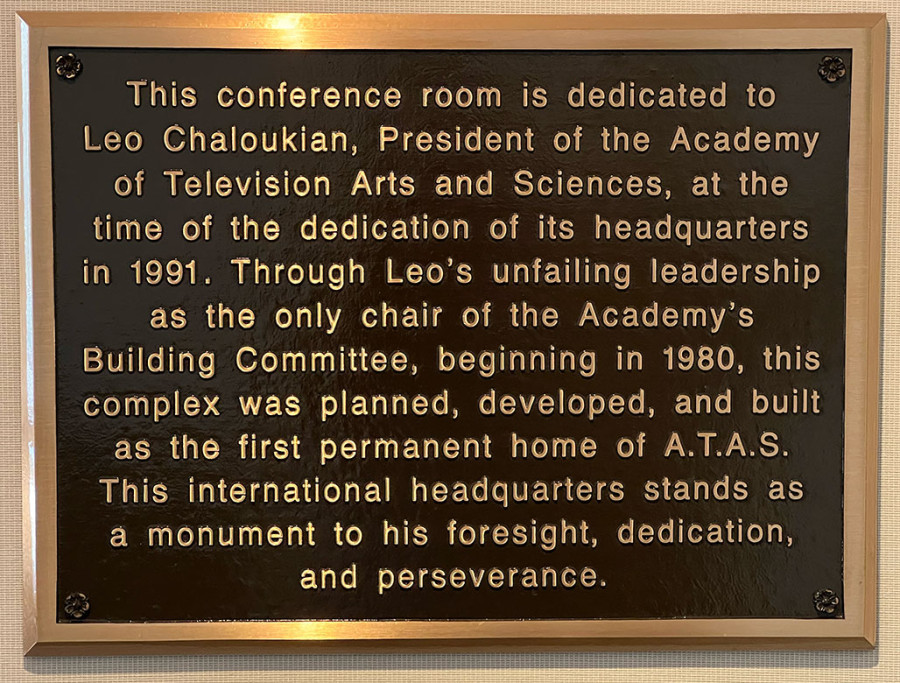 This conference room is dedicated to
Leo Chaloukian, President of the Academy
of Television Arts and Sciences, at the
time of the dedication of its headquarters
in 1991. Through Leo’s unfailing leadership
as the only chair of the Academy’s
Building Committee, beginning in 1980, this
complex was planned, developed, and built
as the first permanent home of A.T.A.S.
This international headquarters stands as
a monument to his foresight, dedication,
and perseverance.